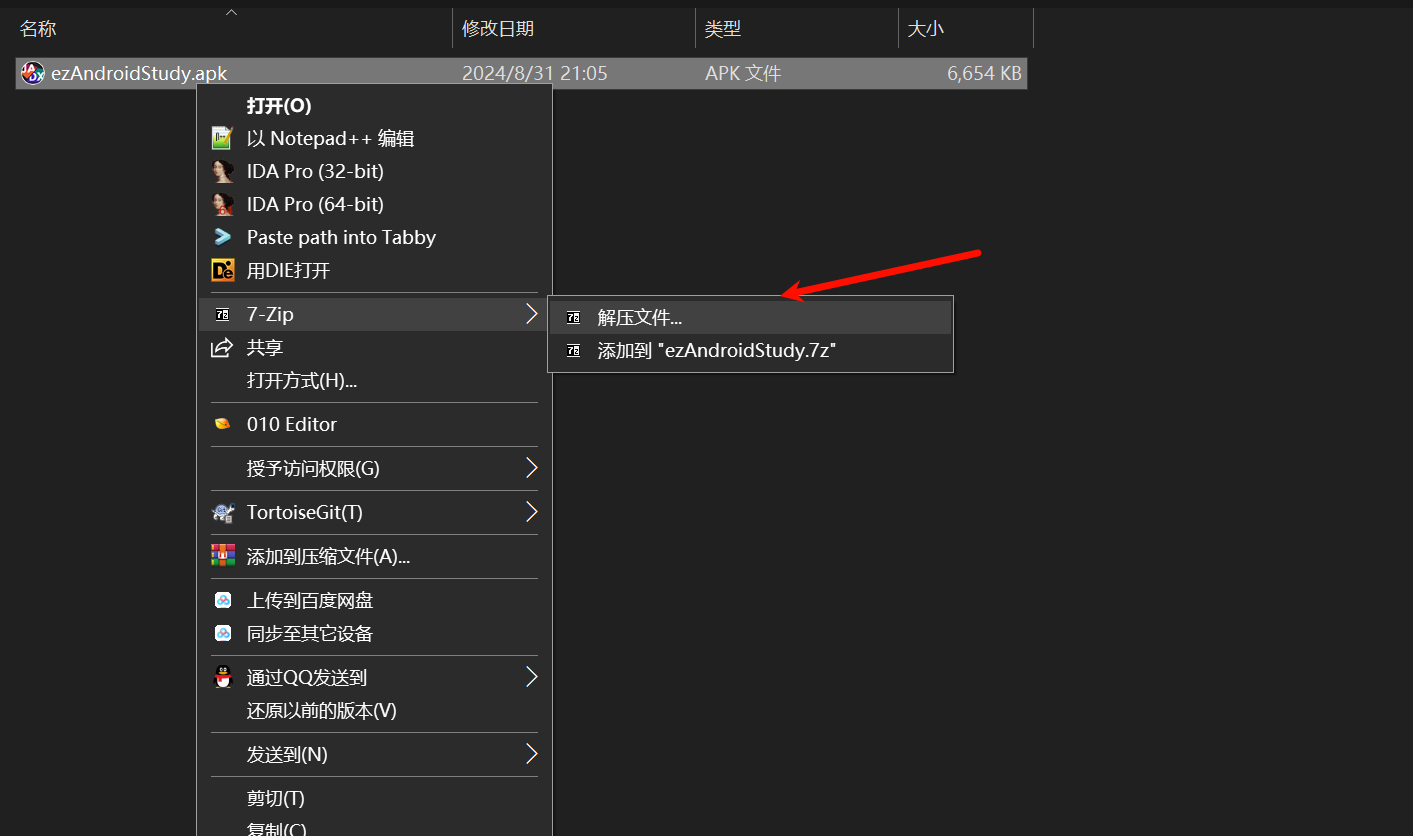 名称 修改日期 类型 大小
ezAndroidStudy.apk 2024/8/31 21:05 APK 文件 6,654 KB
打开(O)
以 Notepad++ 编辑
IDA Pro (32-bit)
IDA Pro (64-bit)
Paste path into Tabby
用DIE打开
7-Zip
解压文件...
添加到 "ezAndroidStudy.7z"
共享
打开方式(H)...
010 Editor
授予访问权限(G)
TortoiseGit(T)
添加到压缩文件(A)...
上传到百度网盘
同步至其它设备
通过QQ发送到
还原以前的版本(V)
发送到(N)
剪切(T)
复制(C)